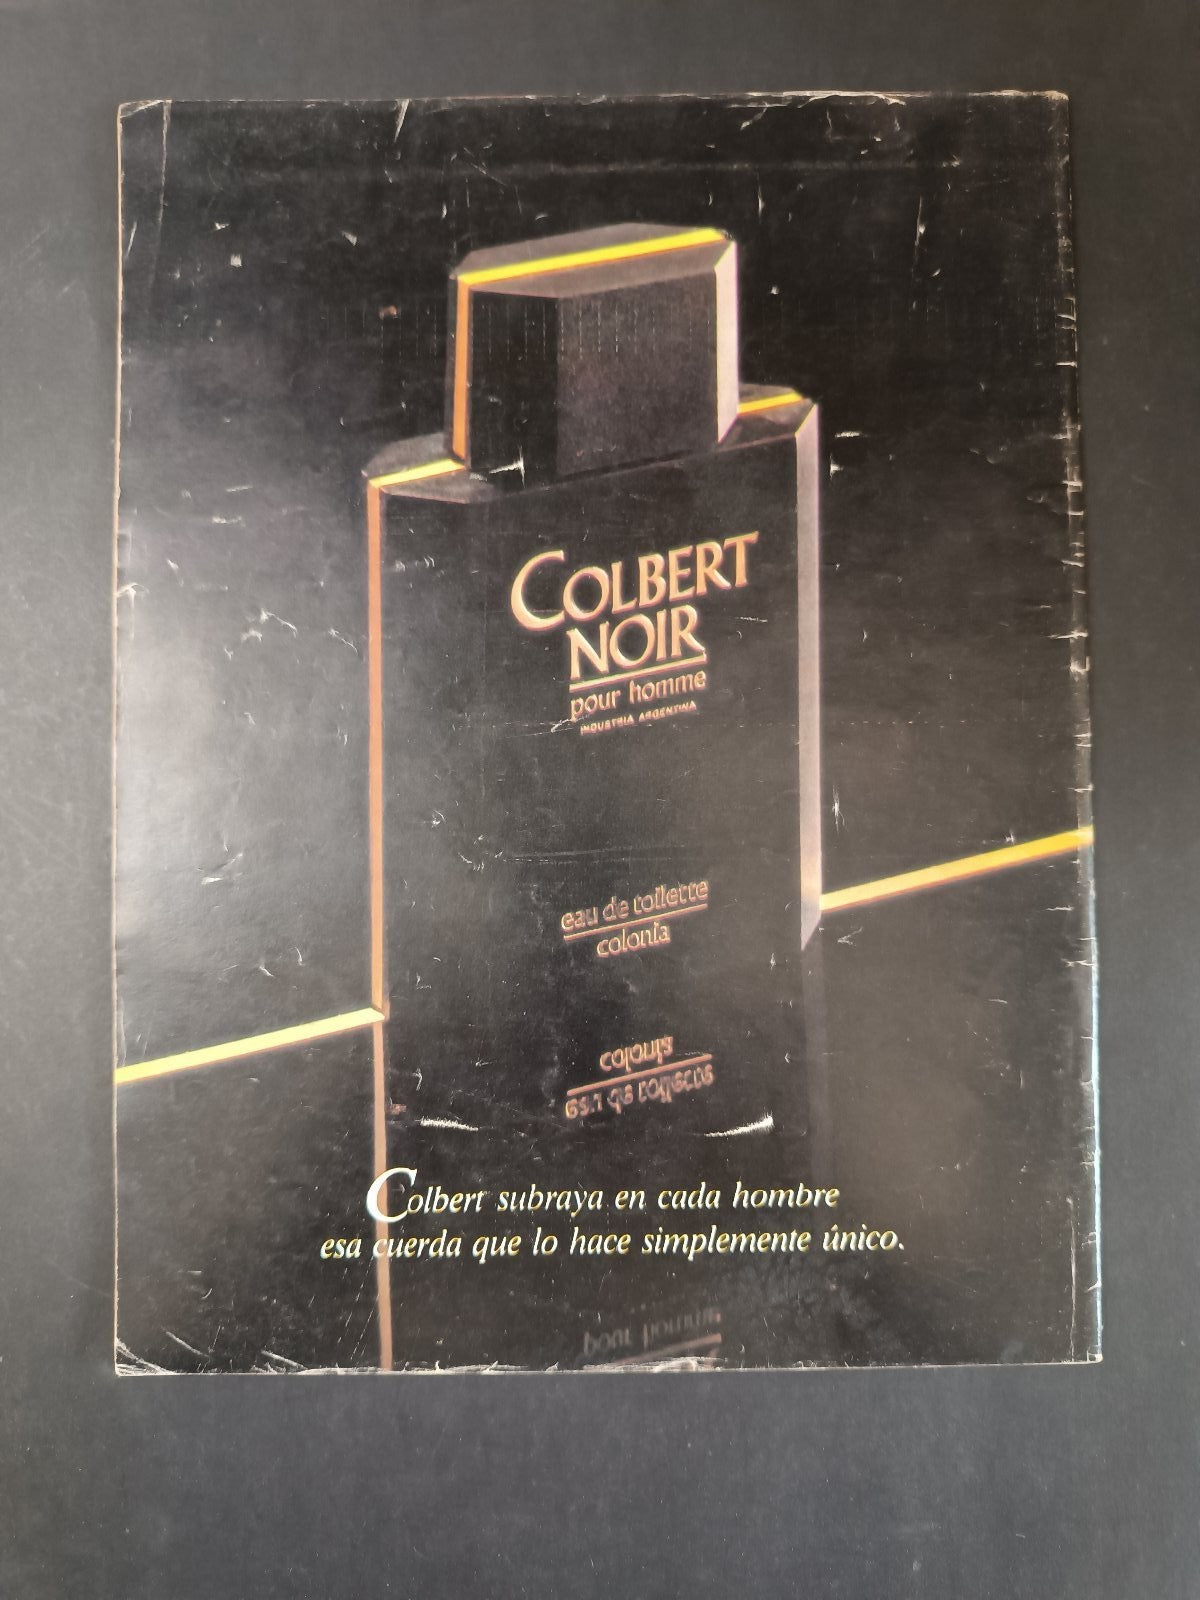 COLBERT
NOIR
pour homme
INDUSTRIA ARGENTINA
eau de toilette
colonia
colonia
eau de toilette
Colbert subraya en cada hombre
esa cuerda que lo hace simplemente único.
pour homme